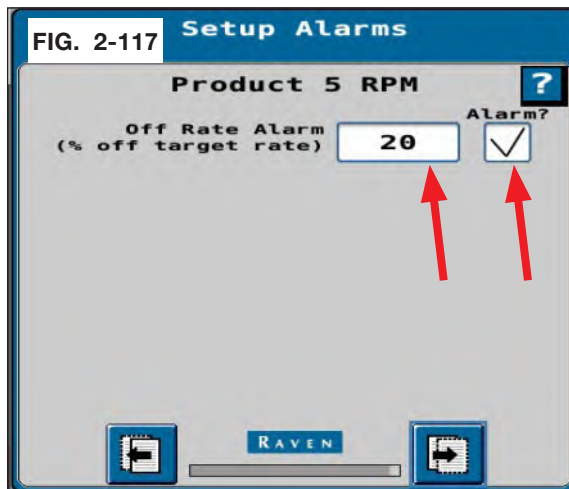 FIG. 2-117
Setup Alarms
Product 5 RPM
?
Alarm?
Off Rate Alarm
(% off target rate)
20
RAVEN